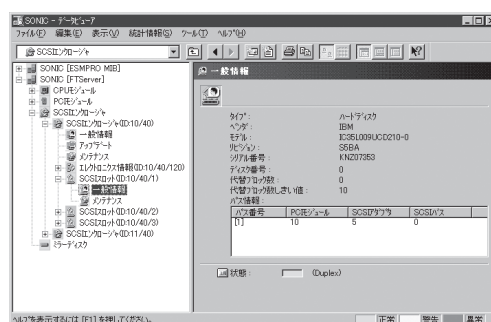 SONIC - ﾃﾞｰﾀﾋﾞｭｰｱ
ﾌｧｲﾙ(F) 編集(E) 表示(V) 統計情報(S) ﾂｰﾙ(T) ﾍﾙﾌﾟ(H)
SCSIｴﾝｸﾛｰｼﾞｬ
SONIC [ESMPRO MIB]
SONIC [FTServer]
CPUﾓｼﾞｭｰﾙ
PCIﾓｼﾞｭｰﾙ
SCSIｴﾝｸﾛｰｼﾞｬ
SCSIｴﾝｸﾛｰｼﾞｬ(ID:10/40)
一般情報
ｱｯﾌﾟﾃﾞｰﾄ
ﾒﾝﾃﾅﾝｽ
ｴﾚｸﾄﾛﾆｸｽ情報(ID:10/40/120)
SCSIｽﾛｯﾄ(ID:10/40/1)
一般情報
ﾒﾝﾃﾅﾝｽ
SCSIｽﾛｯﾄ(ID:10/40/2)
SCSIｽﾛｯﾄ(ID:10/40/3)
SCSIｴﾝｸﾛｰｼﾞｬ(ID:11/40)
ﾐﾗｰﾃﾞｨｽｸ
一般情報
ﾀｲﾌﾟ: ﾊｰﾄﾞﾃﾞｨｽｸ
ﾍﾞﾝﾀﾞ: IBM
ﾓﾃﾞﾙ: IC35L009UCD210-0
ﾘﾋﾞｼﾞｮﾝ: S5BA
ｼﾘｱﾙ番号: KNZ07353
ﾃﾞｨｽｸ番号: 0
代替ﾌﾞﾛｯｸ数: 0
代替ﾌﾞﾛｯｸ数しきい値: 10
ﾊﾟｽ情報:
ﾊﾟｽ番号 PCIﾓｼﾞｭｰﾙ SCSIｱﾀﾞﾌﾟﾀ SCSIﾊﾞｽ
[1] 10 5 0
状態: (Duplex)
ﾍﾙﾌﾟを表示するには [F1] を押してください。 正常 警告 異常